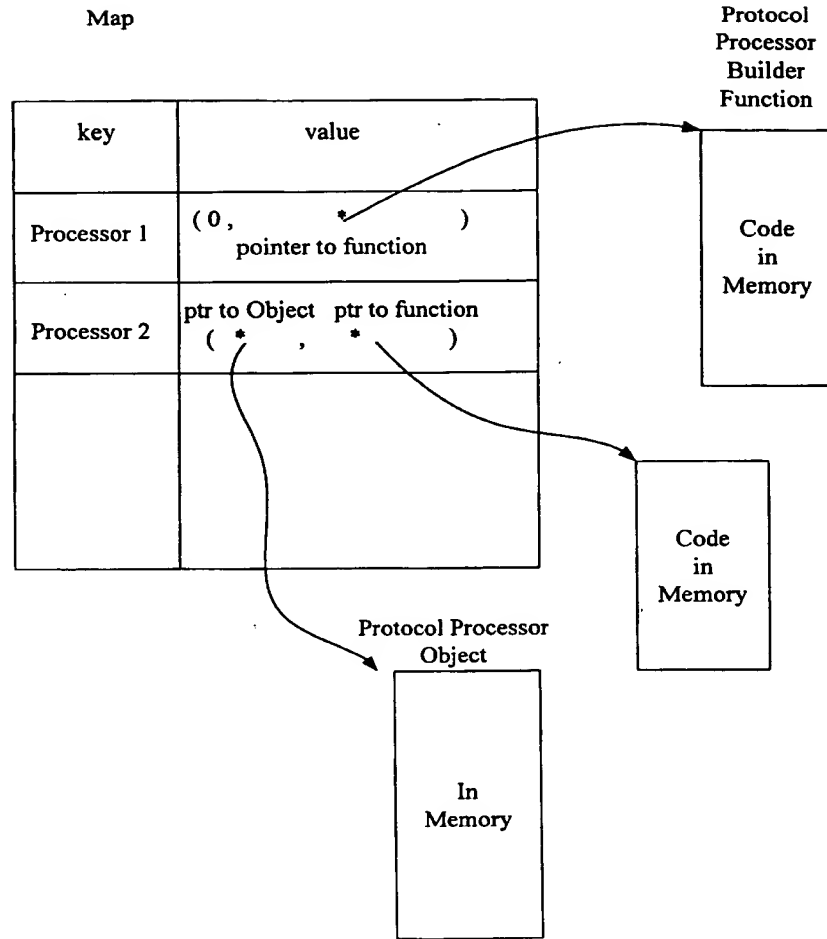 Map
Protocol
Processor
Builder
Function
key
value
Processor 1
( 0 , * )
pointer to function
Code
in
Memory
Processor 2
ptr to Object ptr to function
( * , * )
Code
in
Memory
Protocol Processor
Object
In
Memory